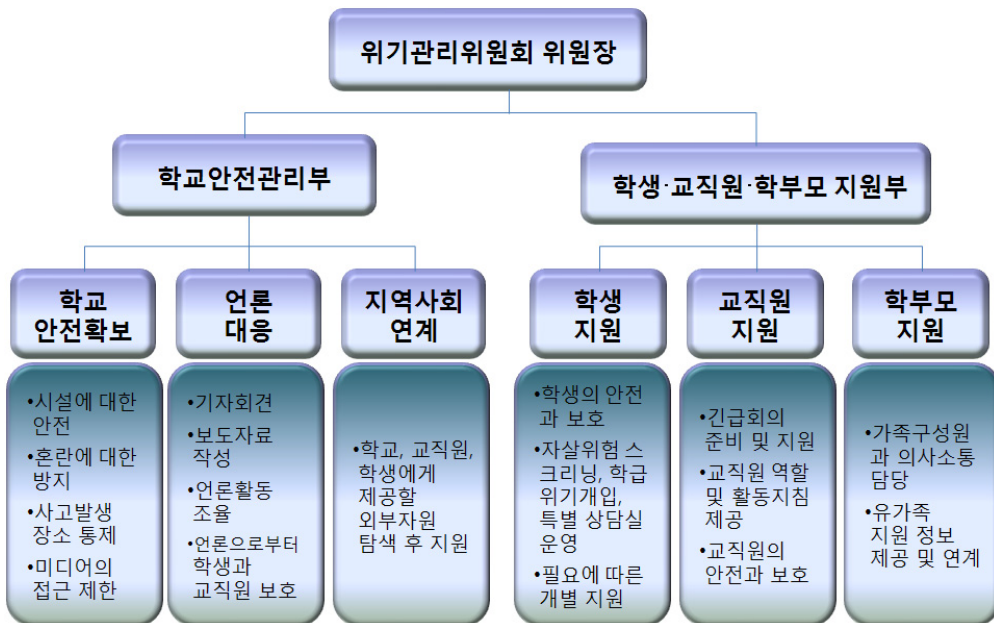 위기관리위원회 위원장
학교안전관리부
학생·교직원·학부모 지원부
학교
안전확보
언론
대응
지역사회
연계
학생
지원
교직원
지원
학부모
지원
•시설에 대한
안전
•혼란에 대한
방지
•사고발생
장소 통제
•미디어의
접근 제한
•기자회견
•보도자료
작성
•언론활동
조율
•언론으로부터
학생과
교직원 보호
•학교, 교직원,
학생에게
제공할
외부자원
탐색 후 지원
•학생의 안전
과 보호
•자살위험 스
크리닝, 학급
위기개입,
특별 상담실
운영
•필요에 따른
개별 지원
•긴급회의
준비 및 지원
•교직원 역할
및 활동지침
제공
•교직원의
안전과 보호
•가족구성원
과 의사소통
담당
•유가족
지원 정보
제공 및 연계